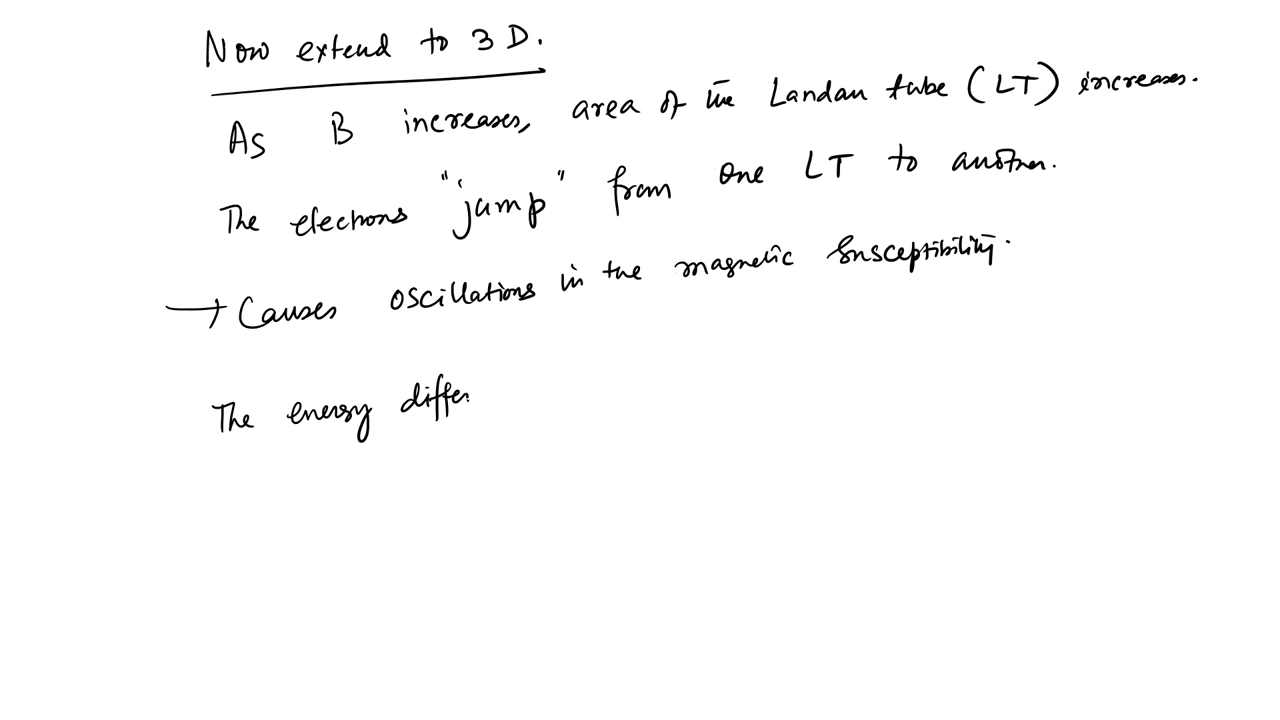 Now extend to 3 D.
As B increases, area of the Landau tube (LT) increases.
The electrons "jump" from one LT to another.
→ Causes oscillations in the magnetic susceptibility.
The energy differ